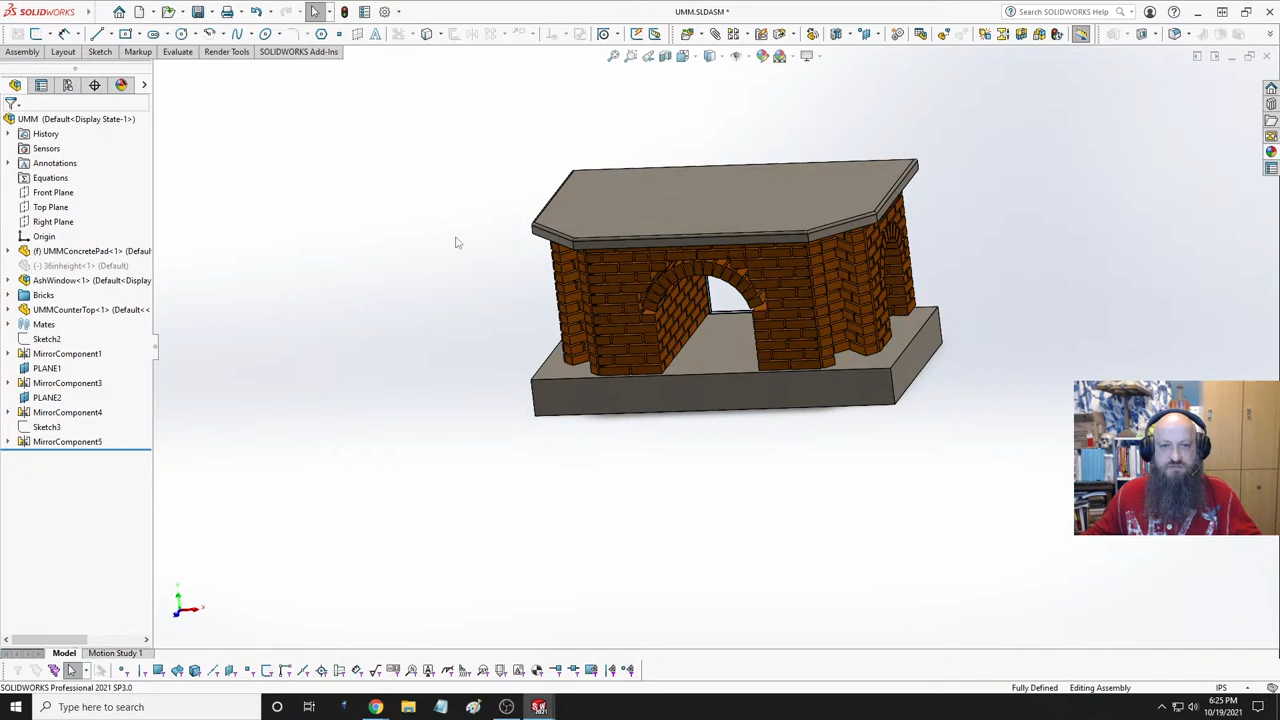 SOLIDWORKS
UMM.SLDASM *
Search SOLIDWORKS Help
Assembly Layout Sketch Markup Evaluate Render Tools SOLIDWORKS Add-Ins
UMM (Default<Display State-1>)
History
Sensors
Annotations
Equations
Front Plane
Top Plane
Right Plane
Origin
(f) UMMConcretePad<1> (Defaul
(-) 36inheight<1> (Default)
AshWindow<1> (Default<Display
Bricks
UMMCounterTop<1> (Default<<
Mates
Sketch2
MirrorComponent1
PLANE1
MirrorComponent3
PLANE2
MirrorComponent4
Sketch3
MirrorComponent5
Model Motion Study 1
SOLIDWORKS Professional 2021 SP3.0
Fully Defined Editing Assembly IPS
Type here to search
6:25 PM
10/19/2021